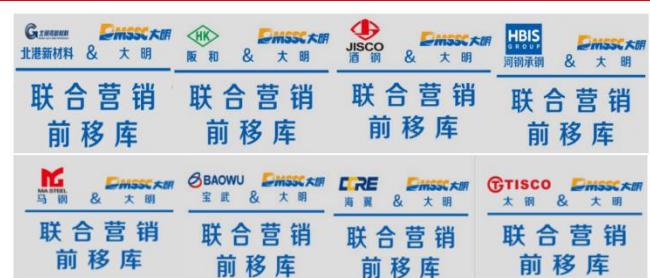 北港新材料 DMSSC大明
北港新材料 & 大明
联合营销
前移库
HK DMSSC大明
阪和 & 大明
联合营销
前移库
JISCO DMSSC大明
酒钢 & 大明
联合营销
前移库
HBIS GROUP DMSSC大明
河钢承钢 & 大明
联合营销
前移库
MA STEEL DMSSC大明
马钢 & 大明
联合营销
前移库
BAOWU DMSSC大明
宝武 & 大明
联合营销
前移库
CCRE DMSSC大明
海翼 & 大明
联合营销
前移库
TISCO DMSSC大明
太钢 & 大明
联合营销
前移库